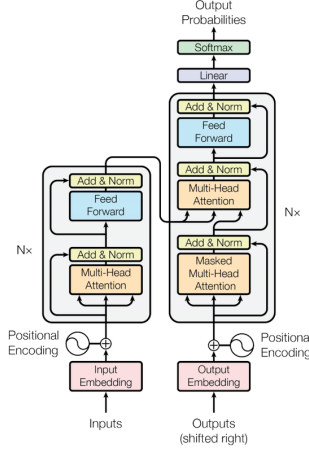 Output
Probabilities
Softmax
Linear
Add & Norm
Feed
Forward
Add & Norm
Multi-Head
Attention
Add & Norm
Masked
Multi-Head
Attention
Nx
Add & Norm
Feed
Forward
Add & Norm
Multi-Head
Attention
Nx
Positional
Encoding
Positional
Encoding
Input
Embedding
Output
Embedding
Inputs
Outputs
(shifted right)